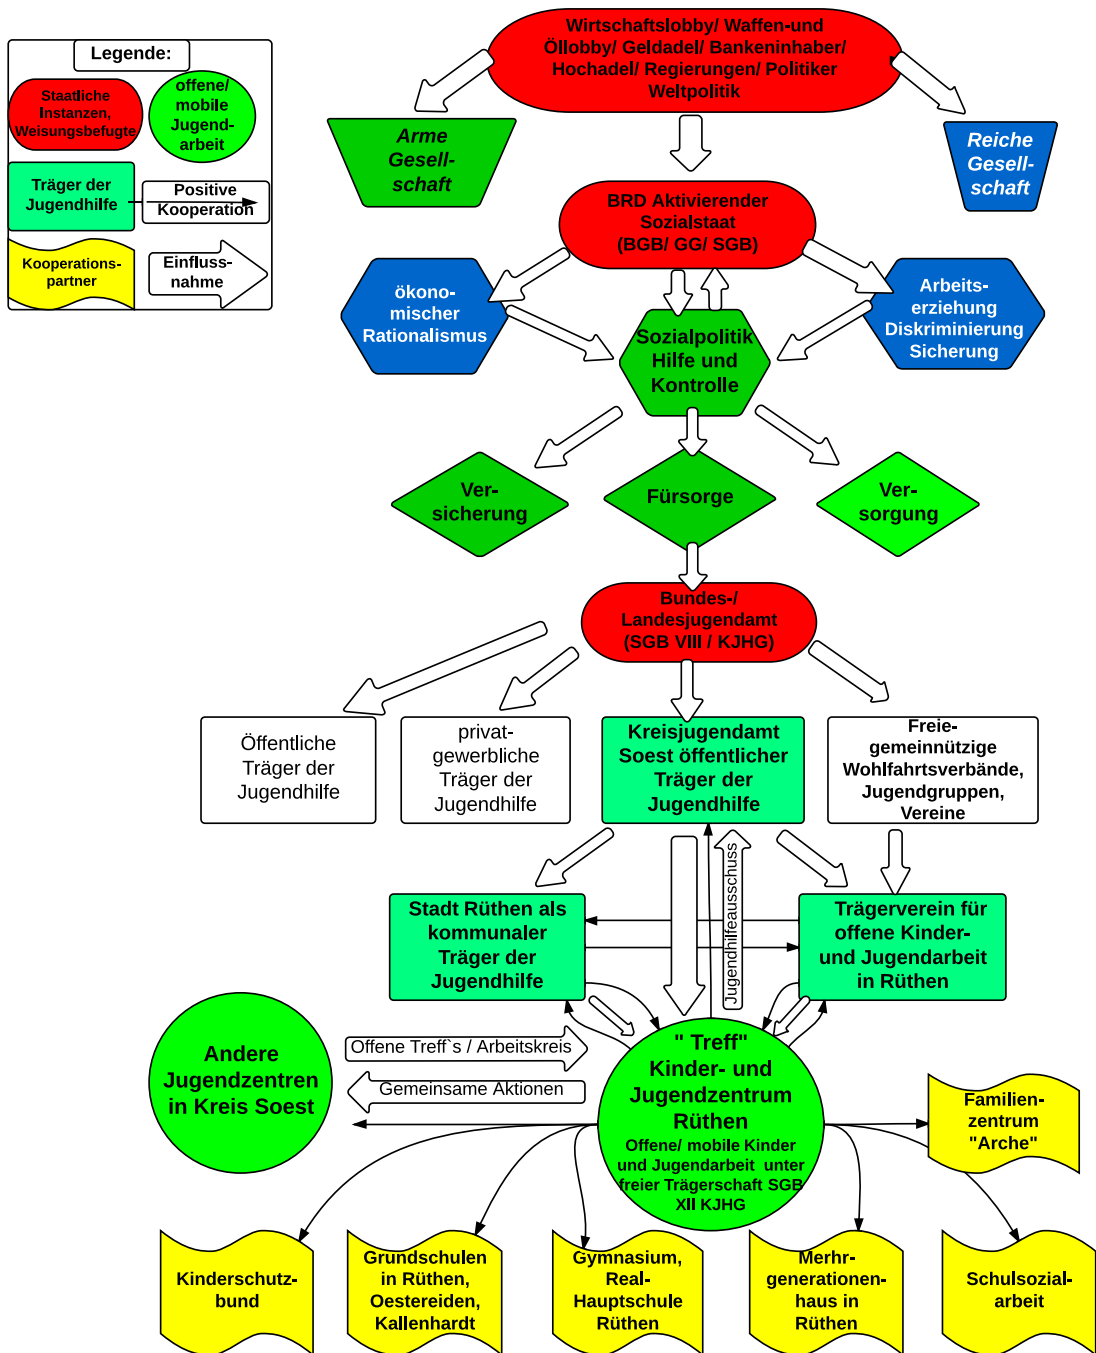 Legende:
Staatliche
Instanzen,
Weisungsbefugte
offene/
mobile
Jugend-
arbeit
Träger der
Jugendhilfe
Positive
Kooperation
Kooperations-
partner
Einfluss-
nahme
Wirtschaftslobby/ Waffen-und
Öllobby/ Geldadel/ Bankeninhaber/
Hochadel/ Regierungen/ Politiker
Weltpolitik
Arme
Gesell-
schaft
Reiche
Gesell-
schaft
BRD Aktivierender
Sozialstaat
(BGB/ GG/ SGB)
ökono-
mischer
Rationalismus
Arbeits-
erziehung
Diskriminierung
Sicherung
Sozialpolitik
Hilfe und
Kontrolle
Ver-
sicherung
Fürsorge
Ver-
sorgung
Bundes-/
Landesjugendamt
(SGB VIII / KJHG)
Öffentliche
Träger der
Jugendhilfe
privat-
gewerbliche
Träger der
Jugendhilfe
Kreisjugendamt
Soest öffentlicher
Träger der
Jugendhilfe
Freie-
gemeinnützige
Wohlfahrtsverbände,
Jugendgruppen,
Vereine
Jugendhilfeausschuss
Stadt Rüthen als
kommunaler
Träger der
Jugendhilfe
Trägerverein für
offene Kinder-
und Jugendarbeit
in Rüthen
Andere
Jugendzentren
in Kreis Soest
Offene Treff`s / Arbeitskreis
Gemeinsame Aktionen
" Treff"
Kinder- und
Jugendzentrum
Rüthen
Offene/ mobile Kinder
und Jugendarbeit unter
freier Trägerschaft SGB
XII KJHG
Familien-
zentrum
"Arche"
Kinderschutz-
bund
Grundschulen
in Rüthen,
Oestereiden,
Kallenhardt
Gymnasium,
Real-
Hauptschule
Rüthen
Merhr-
generationen-
haus in
Rüthen
Schulsozial-
arbeit